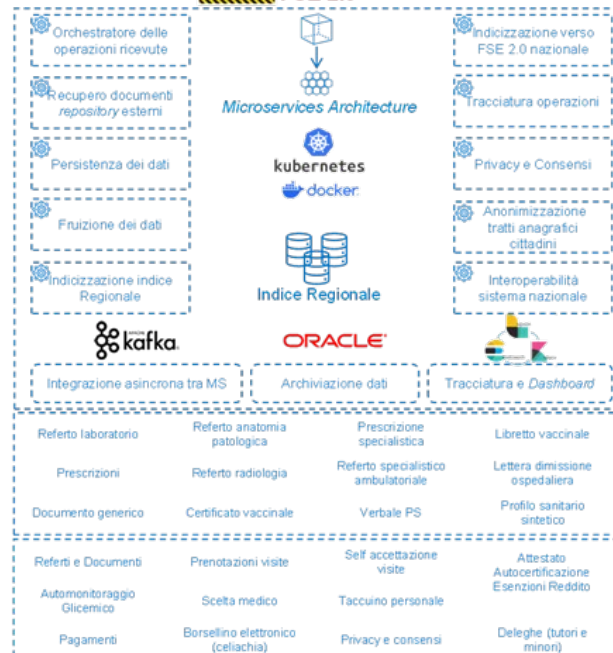 Orchestratore delle
operazioni ricevute
Indicizzazione verso
FSE 2.0 nazionale
Recupero documenti
repository esterni
Microservices Architecture
Tracciatura operazioni
Persistenza dei dati
kubernetes
docker
Privacy e Consensi
Fruizione dei dati
Anonimizzazione
tratti anagrafici
cittadini
Indicizzazione indice
Regionale
Indice Regionale
Interoperabilità
sistema nazionale
kafka
ORACLE
Integrazione asincrona tra MS
Archiviazione dati
Tracciatura e Dashboard
Referto laboratorio
Referto anatomia
patologica
Prescrizione
specialistica
Libretto vaccinale
Prescrizioni
Referto radiologia
Referto specialistico
ambulatoriale
Lettera dimissione
ospedaliera
Documento generico
Certificato vaccinale
Verbale PS
Profilo sanitario
sintetico
Referti e Documenti
Prenotazioni visite
Self accettazione
visite
Attestato
Autocertificazione
Esenzioni Reddito
Automonitoraggio
Glicemico
Scelta medico
Taccuino personale
Pagamenti
Borsellino elettronico
(celiachia)
Privacy e consensi
Deleghe (tutori e
minori)